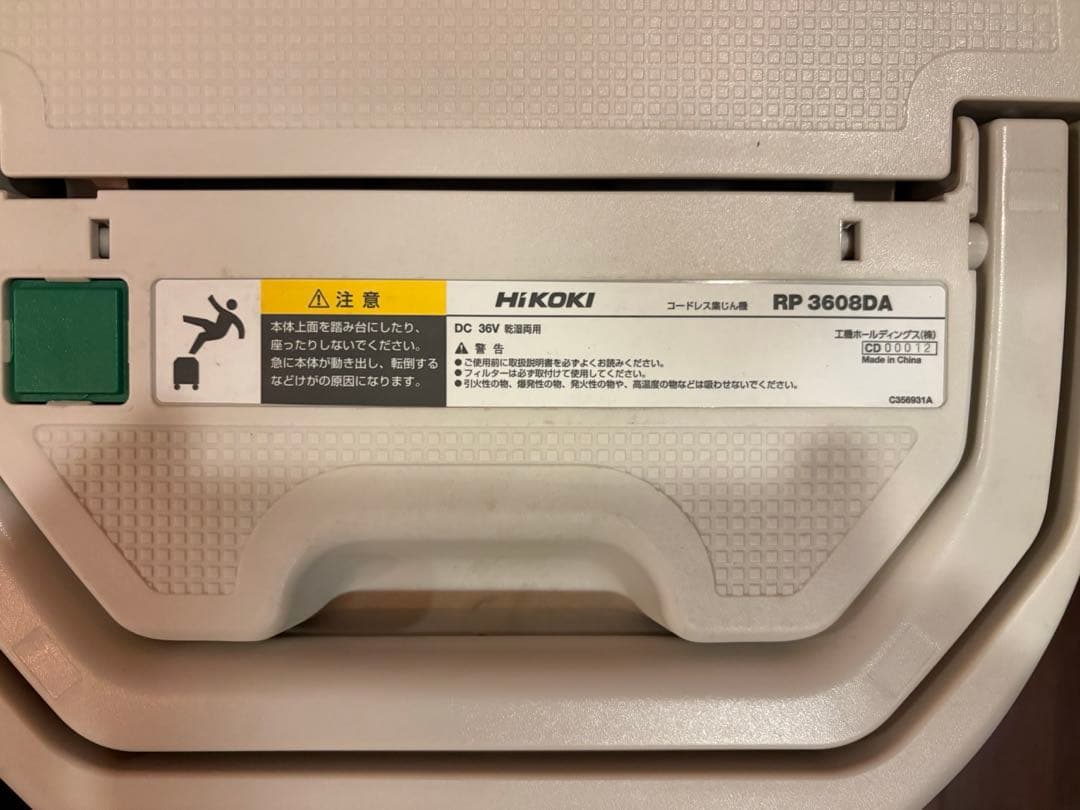 ⚠ 注意
本体上面を踏み台にしたり、
座ったりしないでください。
急に本体が動き出し、転倒する
などけがの原因になります。
HiKOKI コードレス集じん機 RP 3608DA
DC 36V 乾湿両用
⚠ 警告
●ご使用前に取扱説明書を必ずよくお読みください。
●フィルターは必ず取付けて使用してください。
●引火性の物、爆発性の物、発火性の物や、高温度の物などは吸わせないでください。
工機ホールディングス(株)
CD00012
Made in China
C356931A